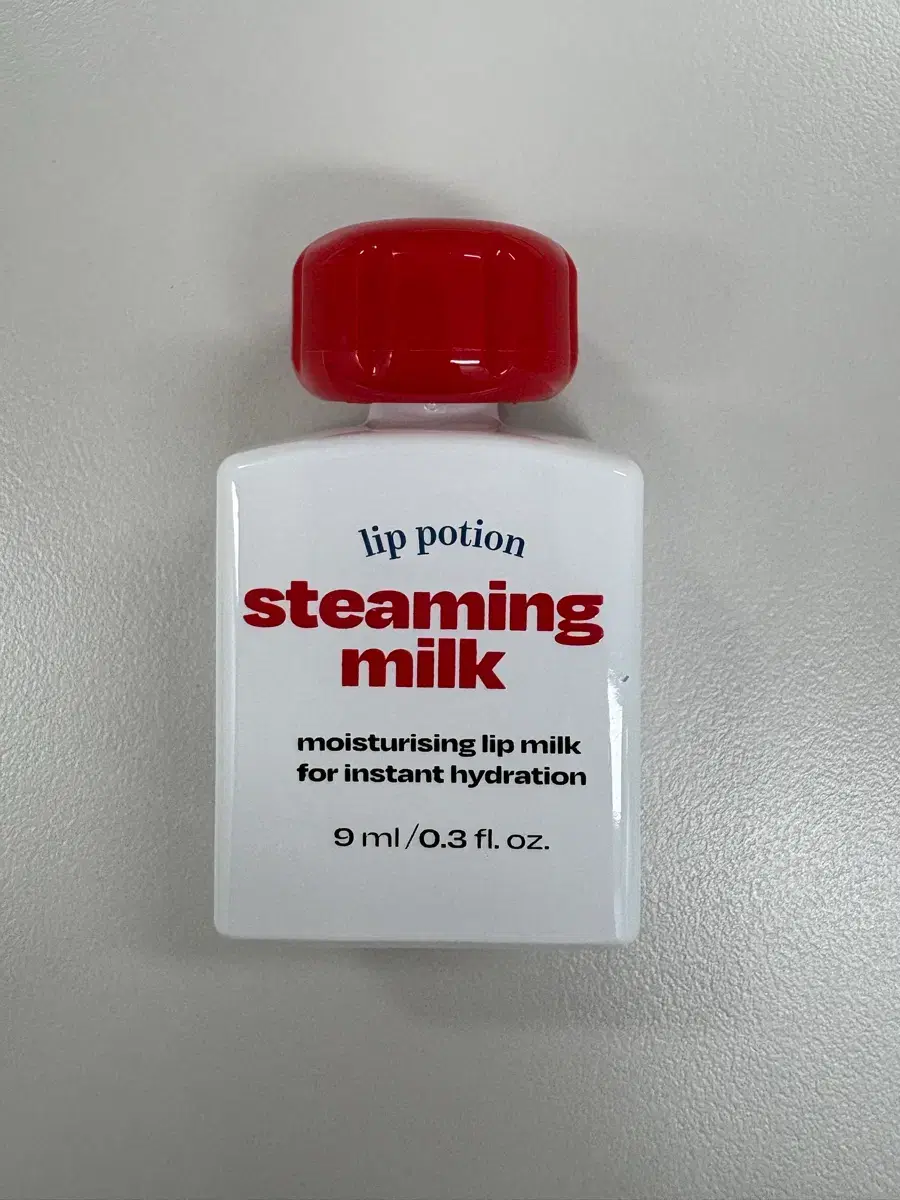 lip potion
steaming
milk
moisturising lip milk
for instant hydration
9 ml/0.3 fl. oz.